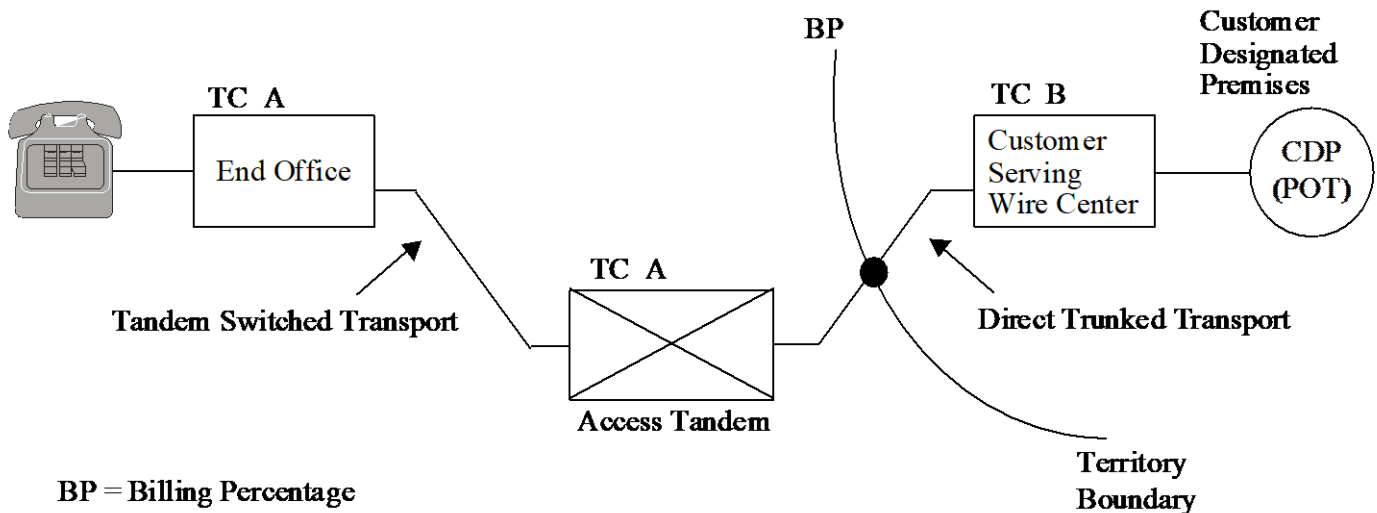 BP
Customer
Designated
Premises
TC A
TC B
End Office
Customer
Serving
Wire Center
CDP
(POT)
TC A
Tandem Switched Transport
Direct Trunked Transport
Access Tandem
Territory
Boundary
BP = Billing Percentage